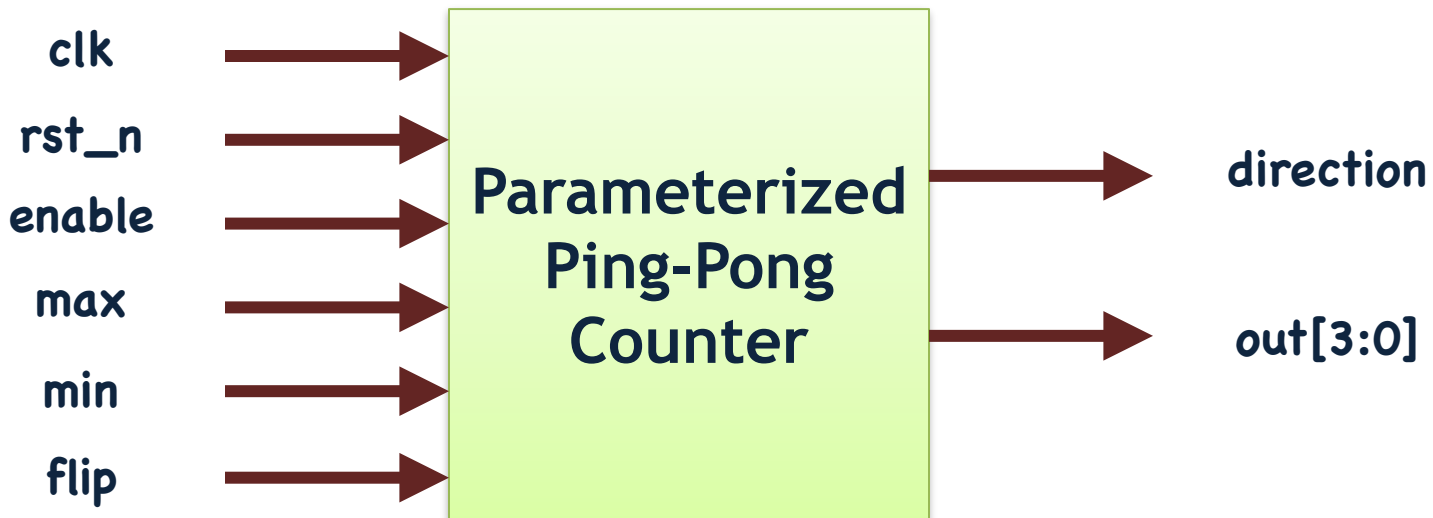 clk
rst_n
enable
max
min
flip
Parameterized
Ping-Pong
Counter
direction
out[3:0]